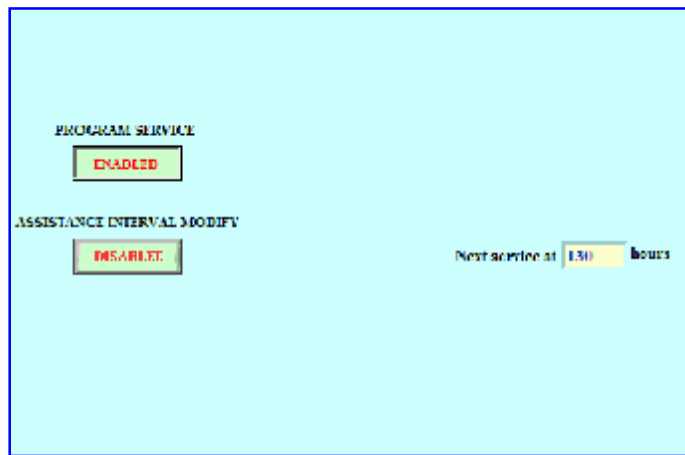 PROGRAM SERVICE
ENABLED
ASSISTANCE INTERVAL MODIFY
DISABLED
Next service at 130 hours